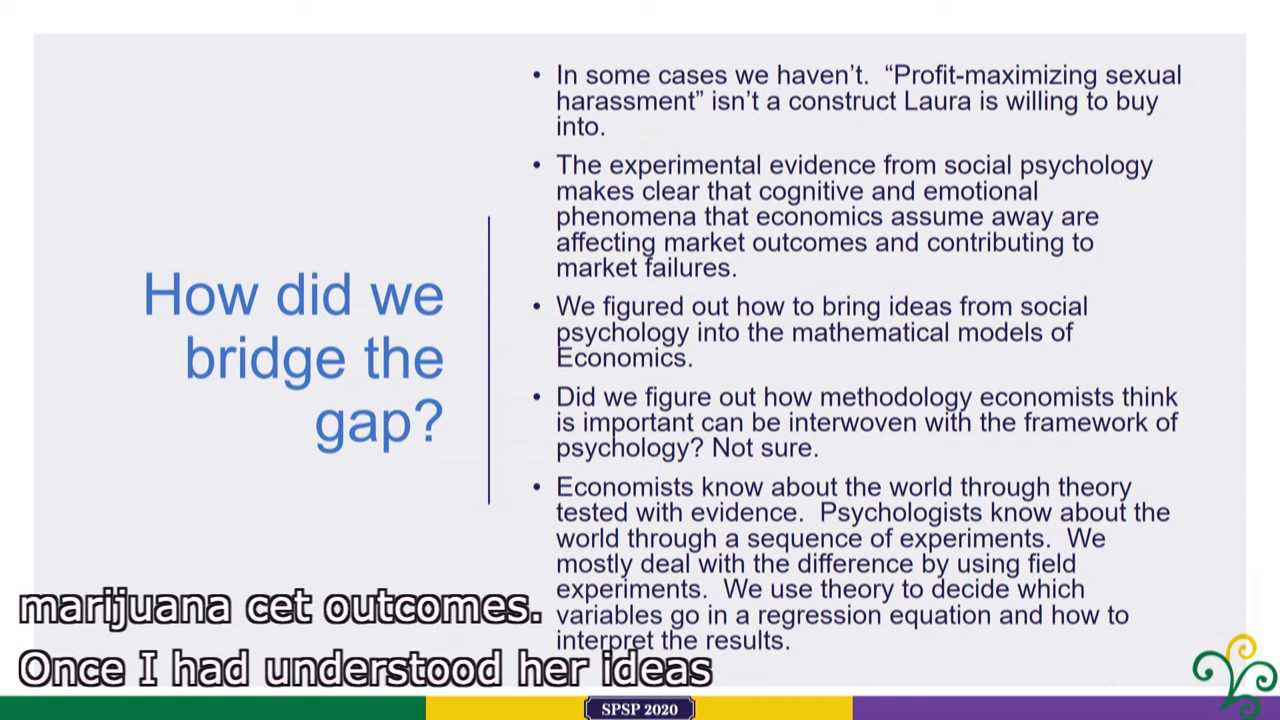 How did we
bridge the
gap?
• In some cases we haven’t.  “Profit-maximizing sexual
harassment” isn’t a construct Laura is willing to buy
into.
• The experimental evidence from social psychology
makes clear that cognitive and emotional
phenomena that economics assume away are
affecting market outcomes and contributing to
market failures.
• We figured out how to bring ideas from social
psychology into the mathematical models of
Economics.
• Did we figure out how methodology economists think
is important can be interwoven with the framework of
psychology? Not sure.
• Economists know about the world through theory
tested with evidence.  Psychologists know about the
world through a sequence of experiments.  We
mostly deal with the difference by using field
experiments.  We use theory to decide which
variables go in a regression equation and how to
interpret the results.
marijuana cet outcomes.
Once I had understood her ideas
SPSP 2020